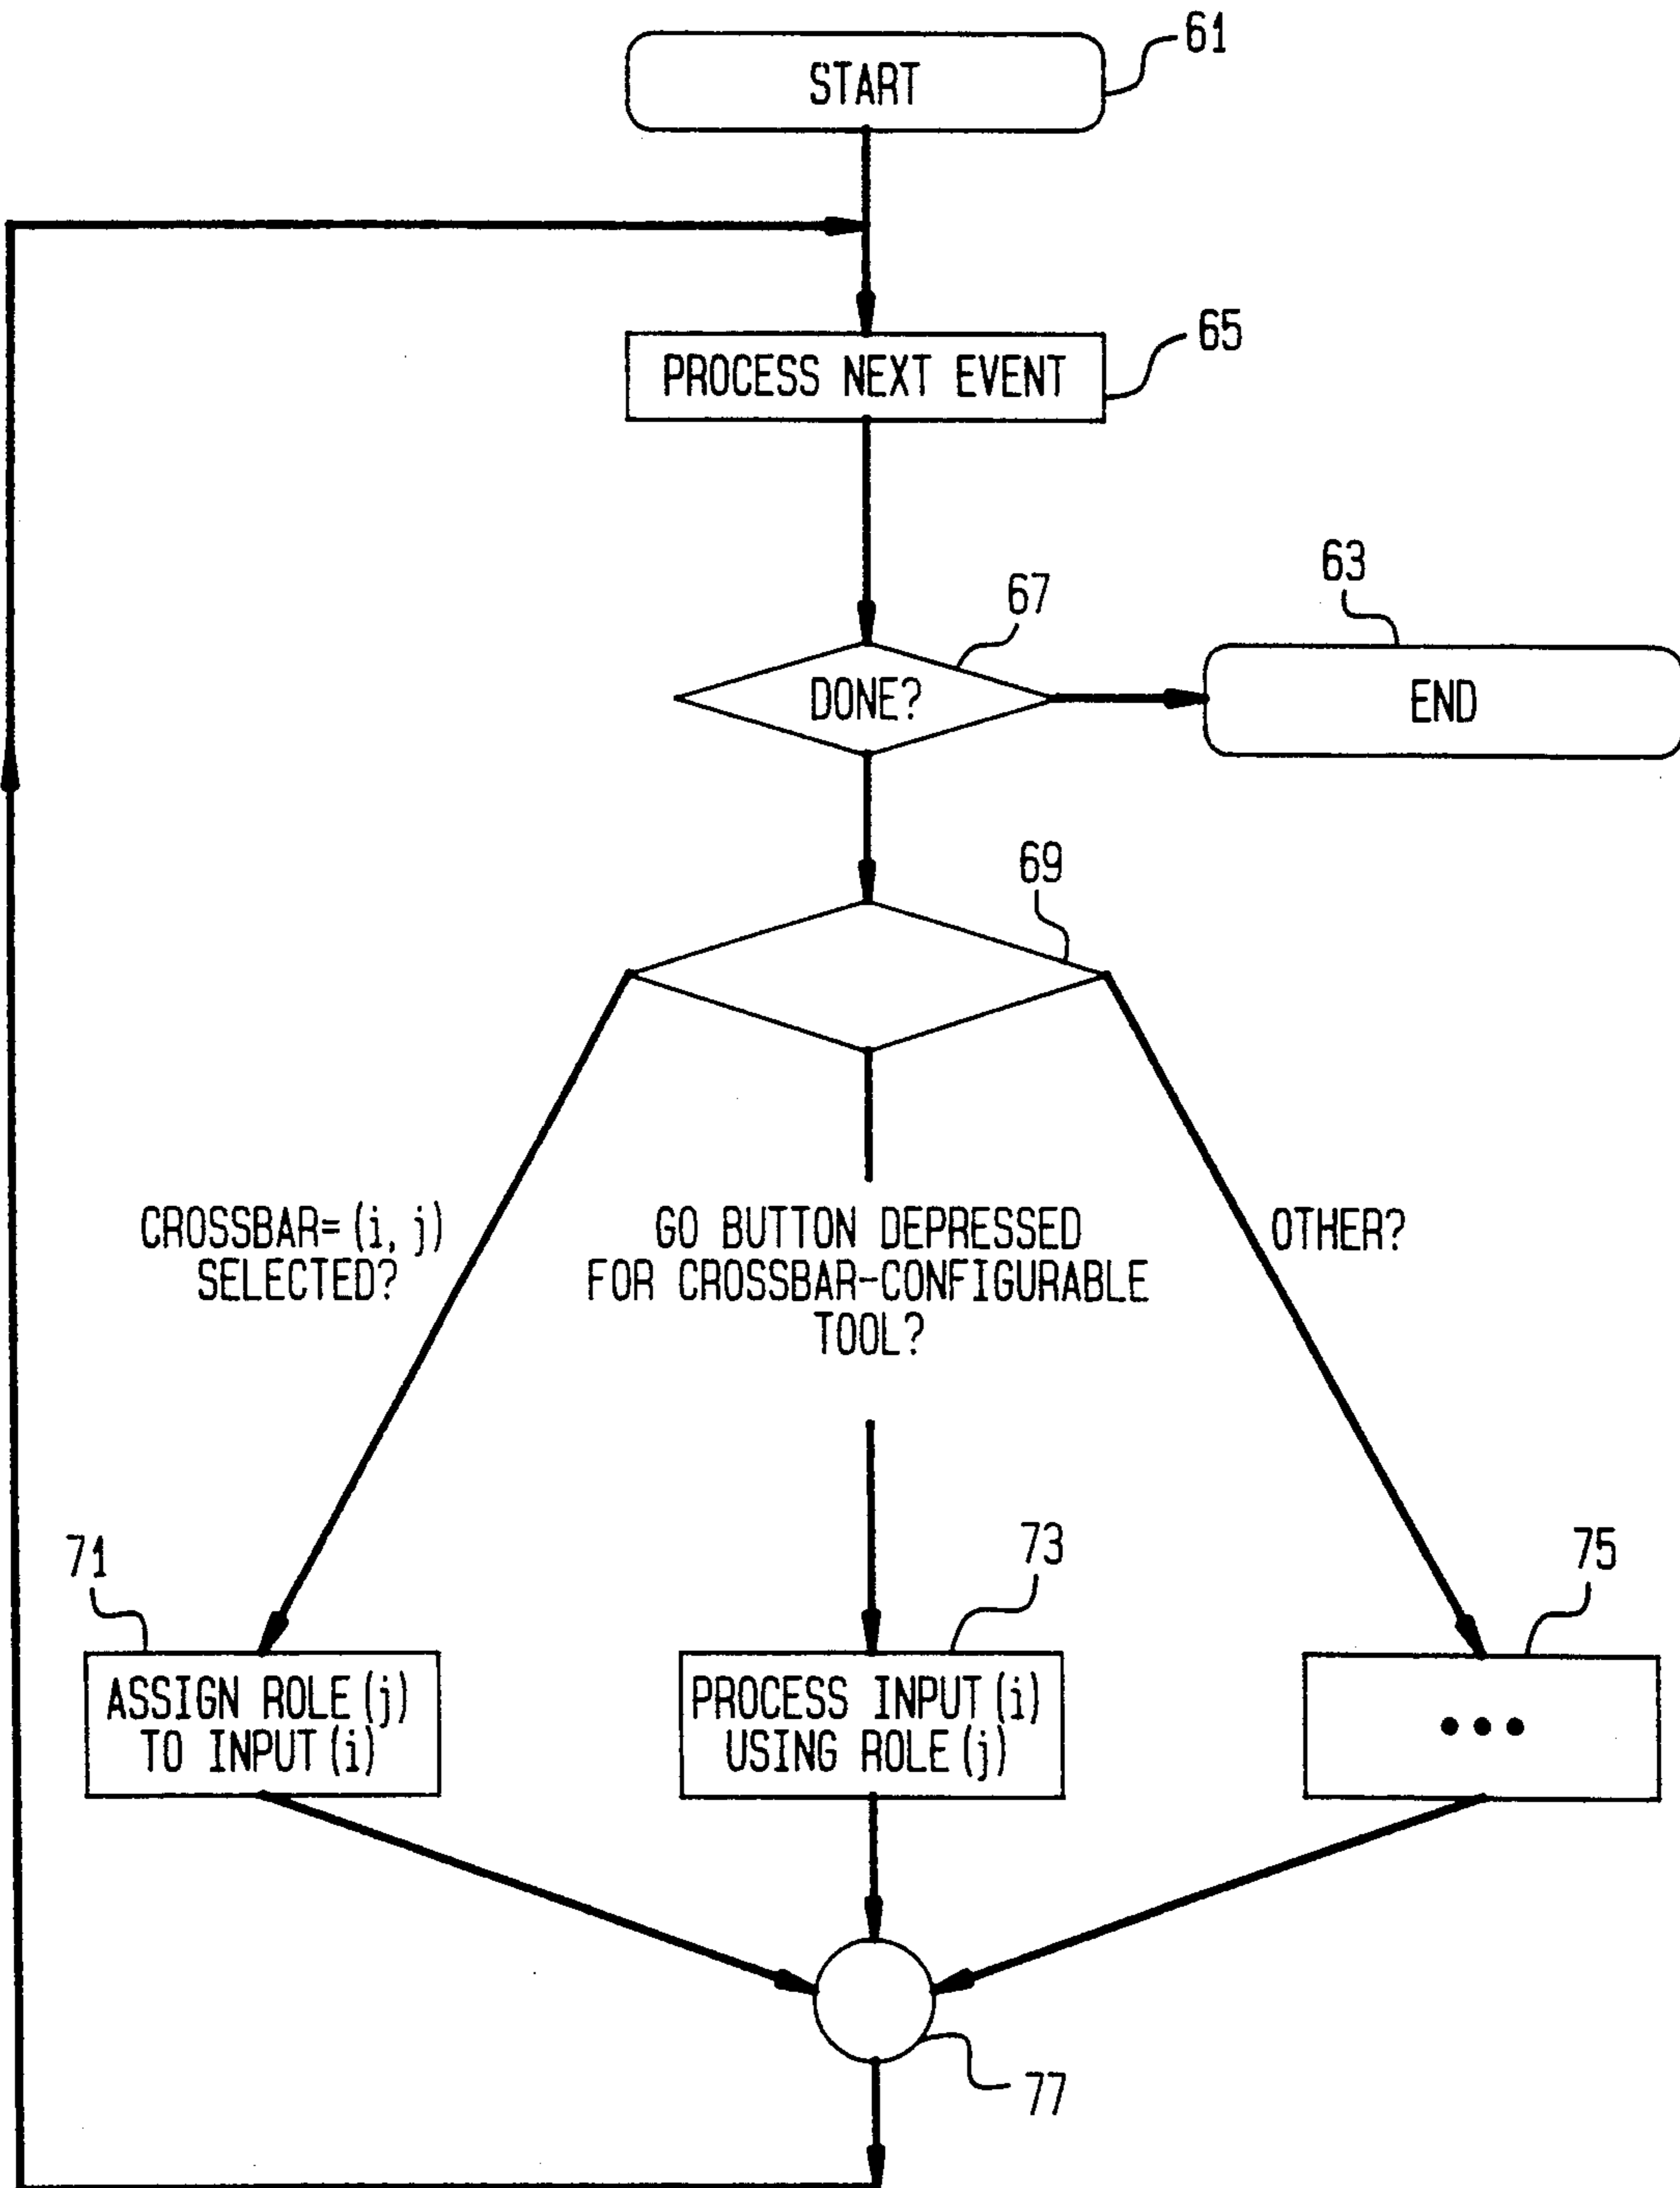 61
START
65
PROCESS NEXT EVENT
63
67
DONE?
END
69
CROSSBAR=(i, j)
SELECTED?
GO BUTTON DEPRESSED
FOR CROSSBAR-CONFIGURABLE
TOOL?
OTHER?
71
73
75
ASSIGN ROLE(j)
TO INPUT(i)
PROCESS INPUT(i)
USING ROLE(j)
•••
77